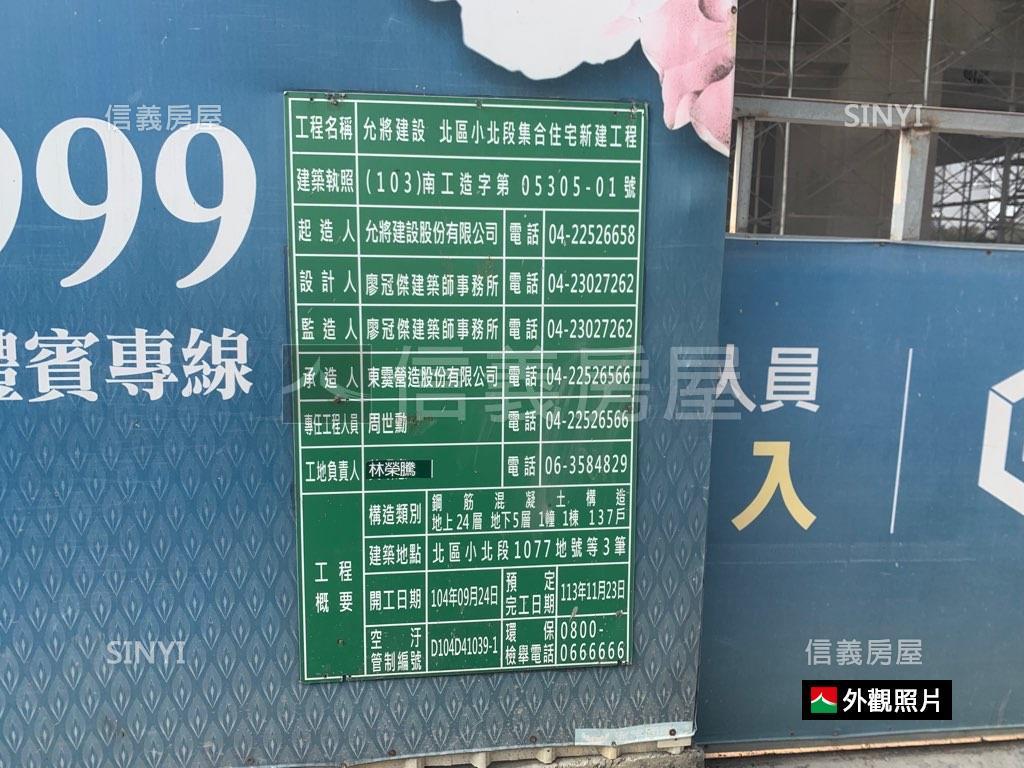 信義房屋
SINYI
999
禮賓專線
工程名稱 允將建設 北區小北段集合住宅新建工程
建築執照 (103)南工造字第 05305-01 號
起造人 允將建設股份有限公司 電話 04-22526658
設計人 廖冠傑建築師事務所 電話 04-23027262
監造人 廖冠傑建築師事務所 電話 04-23027262
承造人 東雲營造股份有限公司 電話 04-22526566
專任工程人員 周世勳 電話 04-22526566
工地負責人 林榮騰 電話 06-3584829
工程概要
構造類別 鋼筋混凝土構造
地上24層 地下5層 1幢 1棟 137戶
建築地點 北區小北段1077地號等3筆
開工日期 104年09月24日 預定完工日期 113年11月23日
空汙管制編號 D104D41039-1 環保檢舉電話 0800-0666666
信義房屋
人員
入
SINYI
信義房屋
外觀照片